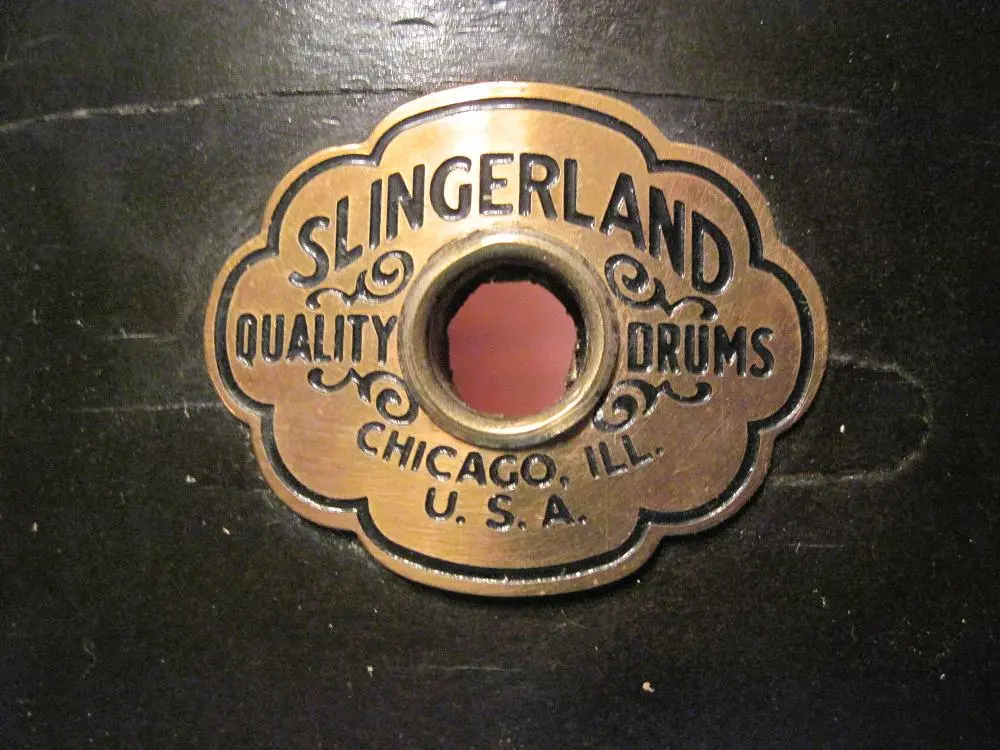 SLINGERLAND
QUALITY DRUMS
CHICAGO, ILL.
U. S. A.